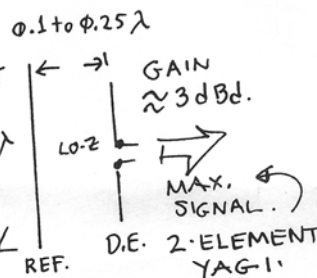 0.1 to 0.25 λ
GAIN
≈ 3 dBd.
LO-Z
MAX.
SIGNAL.
REF.
D.E.
2-ELEMENT
YAGI.